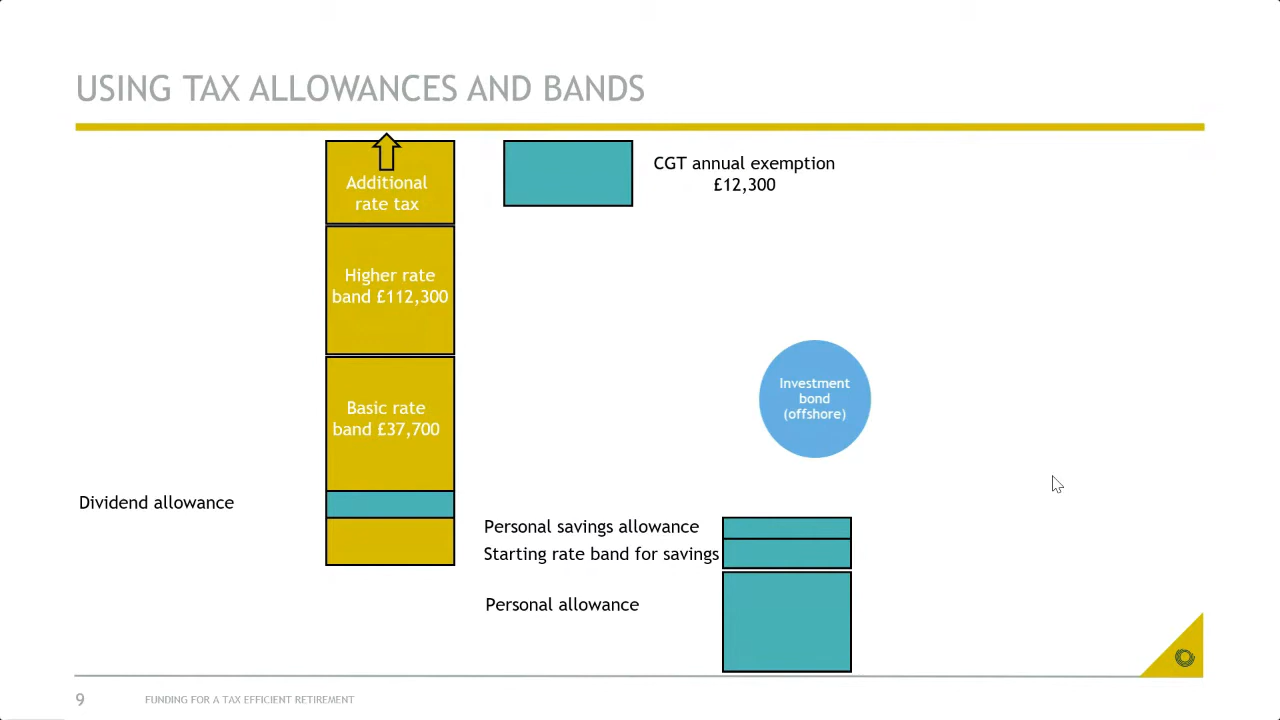 USING TAX ALLOWANCES AND BANDS
Additional
rate tax
CGT annual exemption
£12,300
Higher rate
band £112,300
Investment
bond
(offshore)
Basic rate
band £37,700
Dividend allowance
Personal savings allowance
Starting rate band for savings
Personal allowance
9
FUNDING FOR A TAX EFFICIENT RETIREMENT